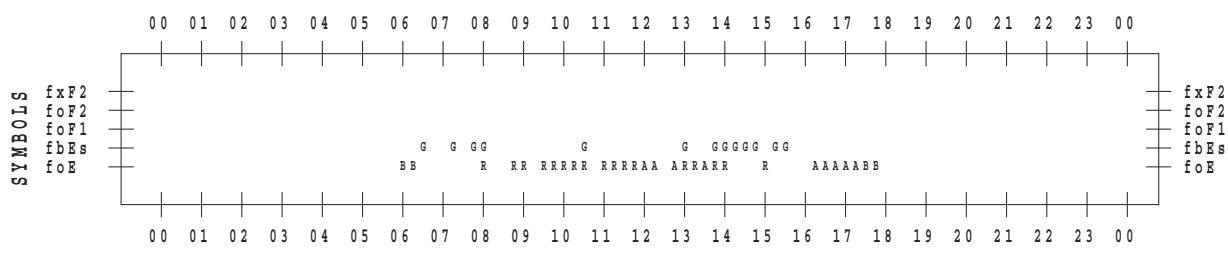 00 01 02 03 04 05 06 07 08 09 10 11 12 13 14 15 16 17 18 19 20 21 22 23 00
SYMBOLS
fxF2 fxF2
foF2 foF2
foF1 foF1
fbEs G G GG G G GGGGG GG fbEs
foE BB R RR RRRRR RRRRAA ARRARR R AAAAABB foE
00 01 02 03 04 05 06 07 08 09 10 11 12 13 14 15 16 17 18 19 20 21 22 23 00